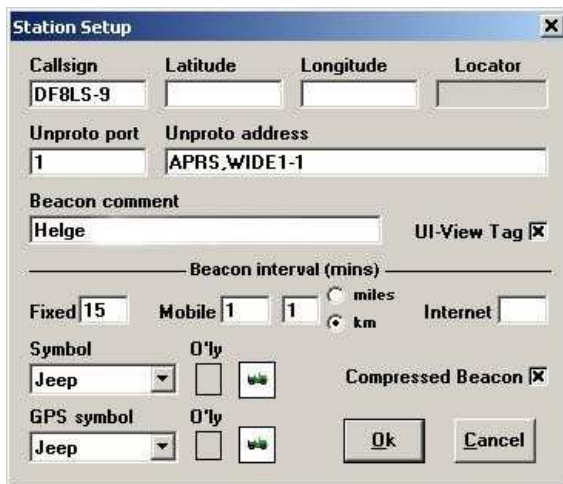 Station Setup
Callsign Latitude Longitude Locator
DF8LS-9
Unproto port Unproto address
1 APRS,WIDE1-1
Beacon comment
Helge UI-View Tag
Beacon interval (mins)
Fixed 15 Mobile 1 1 miles km Internet
Symbol O'ly
Jeep Compressed Beacon
GPS symbol O'ly
Jeep Ok Cancel